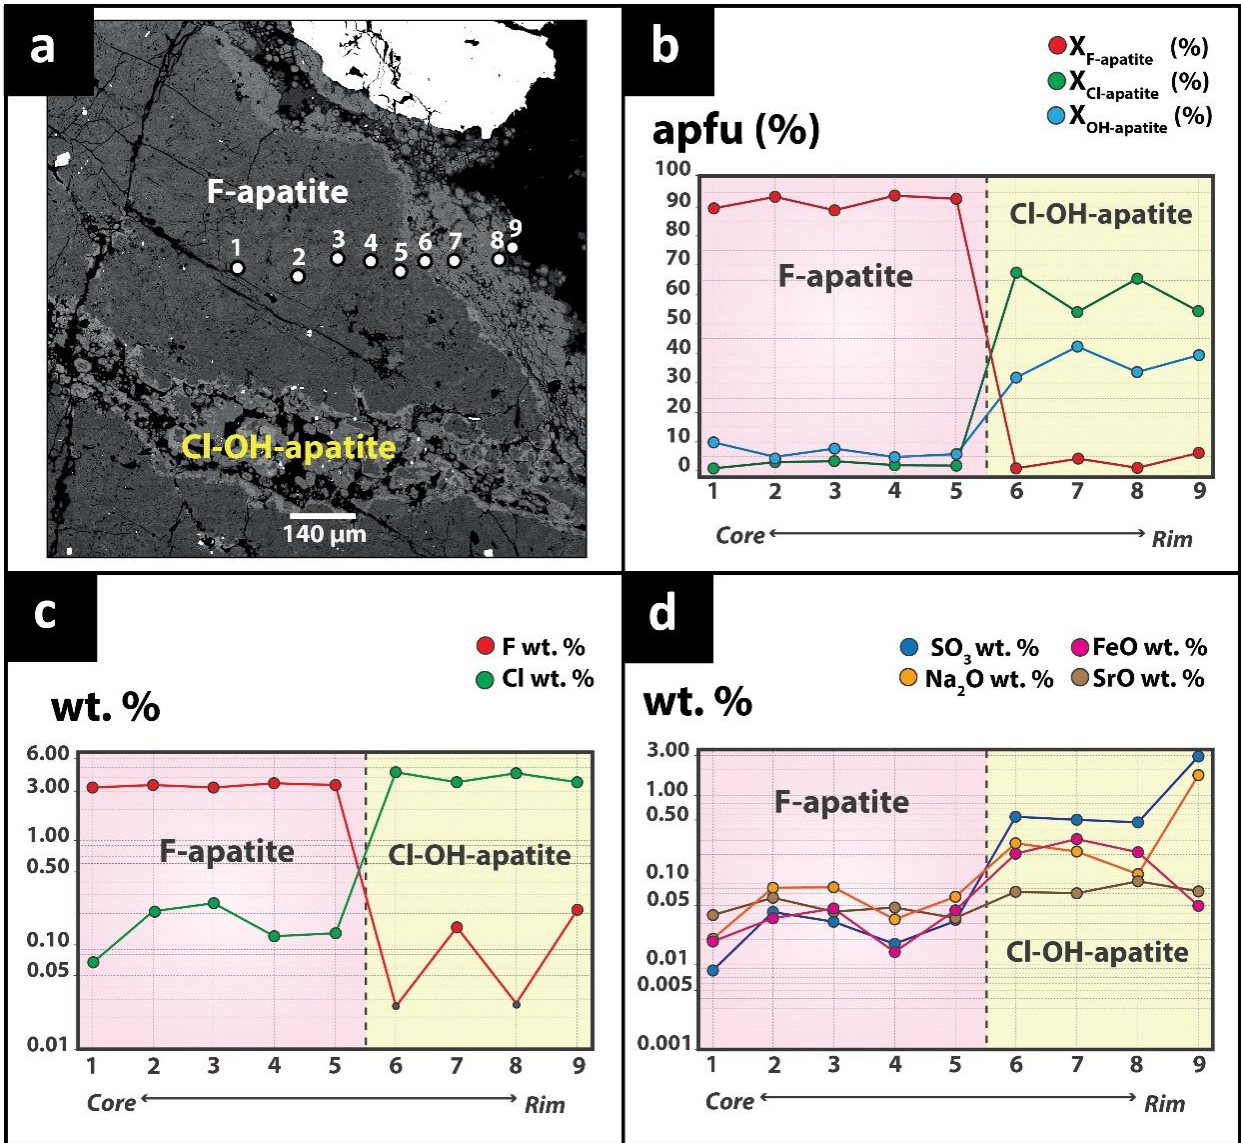 a
F-apatite
1 2 3 4 5 6 7 8 9
Cl-OH-apatite
140 µm
b
X F-apatite (%)
X Cl-apatite (%)
X OH-apatite (%)
apfu (%)
100
90
80
70
60
50
40
30
20
10
0
F-apatite
Cl-OH-apatite
1 2 3 4 5 6 7 8 9
Core Rim
c
F wt. %
Cl wt. %
wt. %
6.00
3.00
1.00
0.50
0.10
0.05
0.01
F-apatite
Cl-OH-apatite
1 2 3 4 5 6 7 8 9
Core Rim
d
SO3 wt. % FeO wt. %
Na2O wt. % SrO wt. %
wt. %
3.00
1.00
0.50
0.10
0.05
0.01
0.005
0.001
F-apatite
Cl-OH-apatite
1 2 3 4 5 6 7 8 9
Core Rim